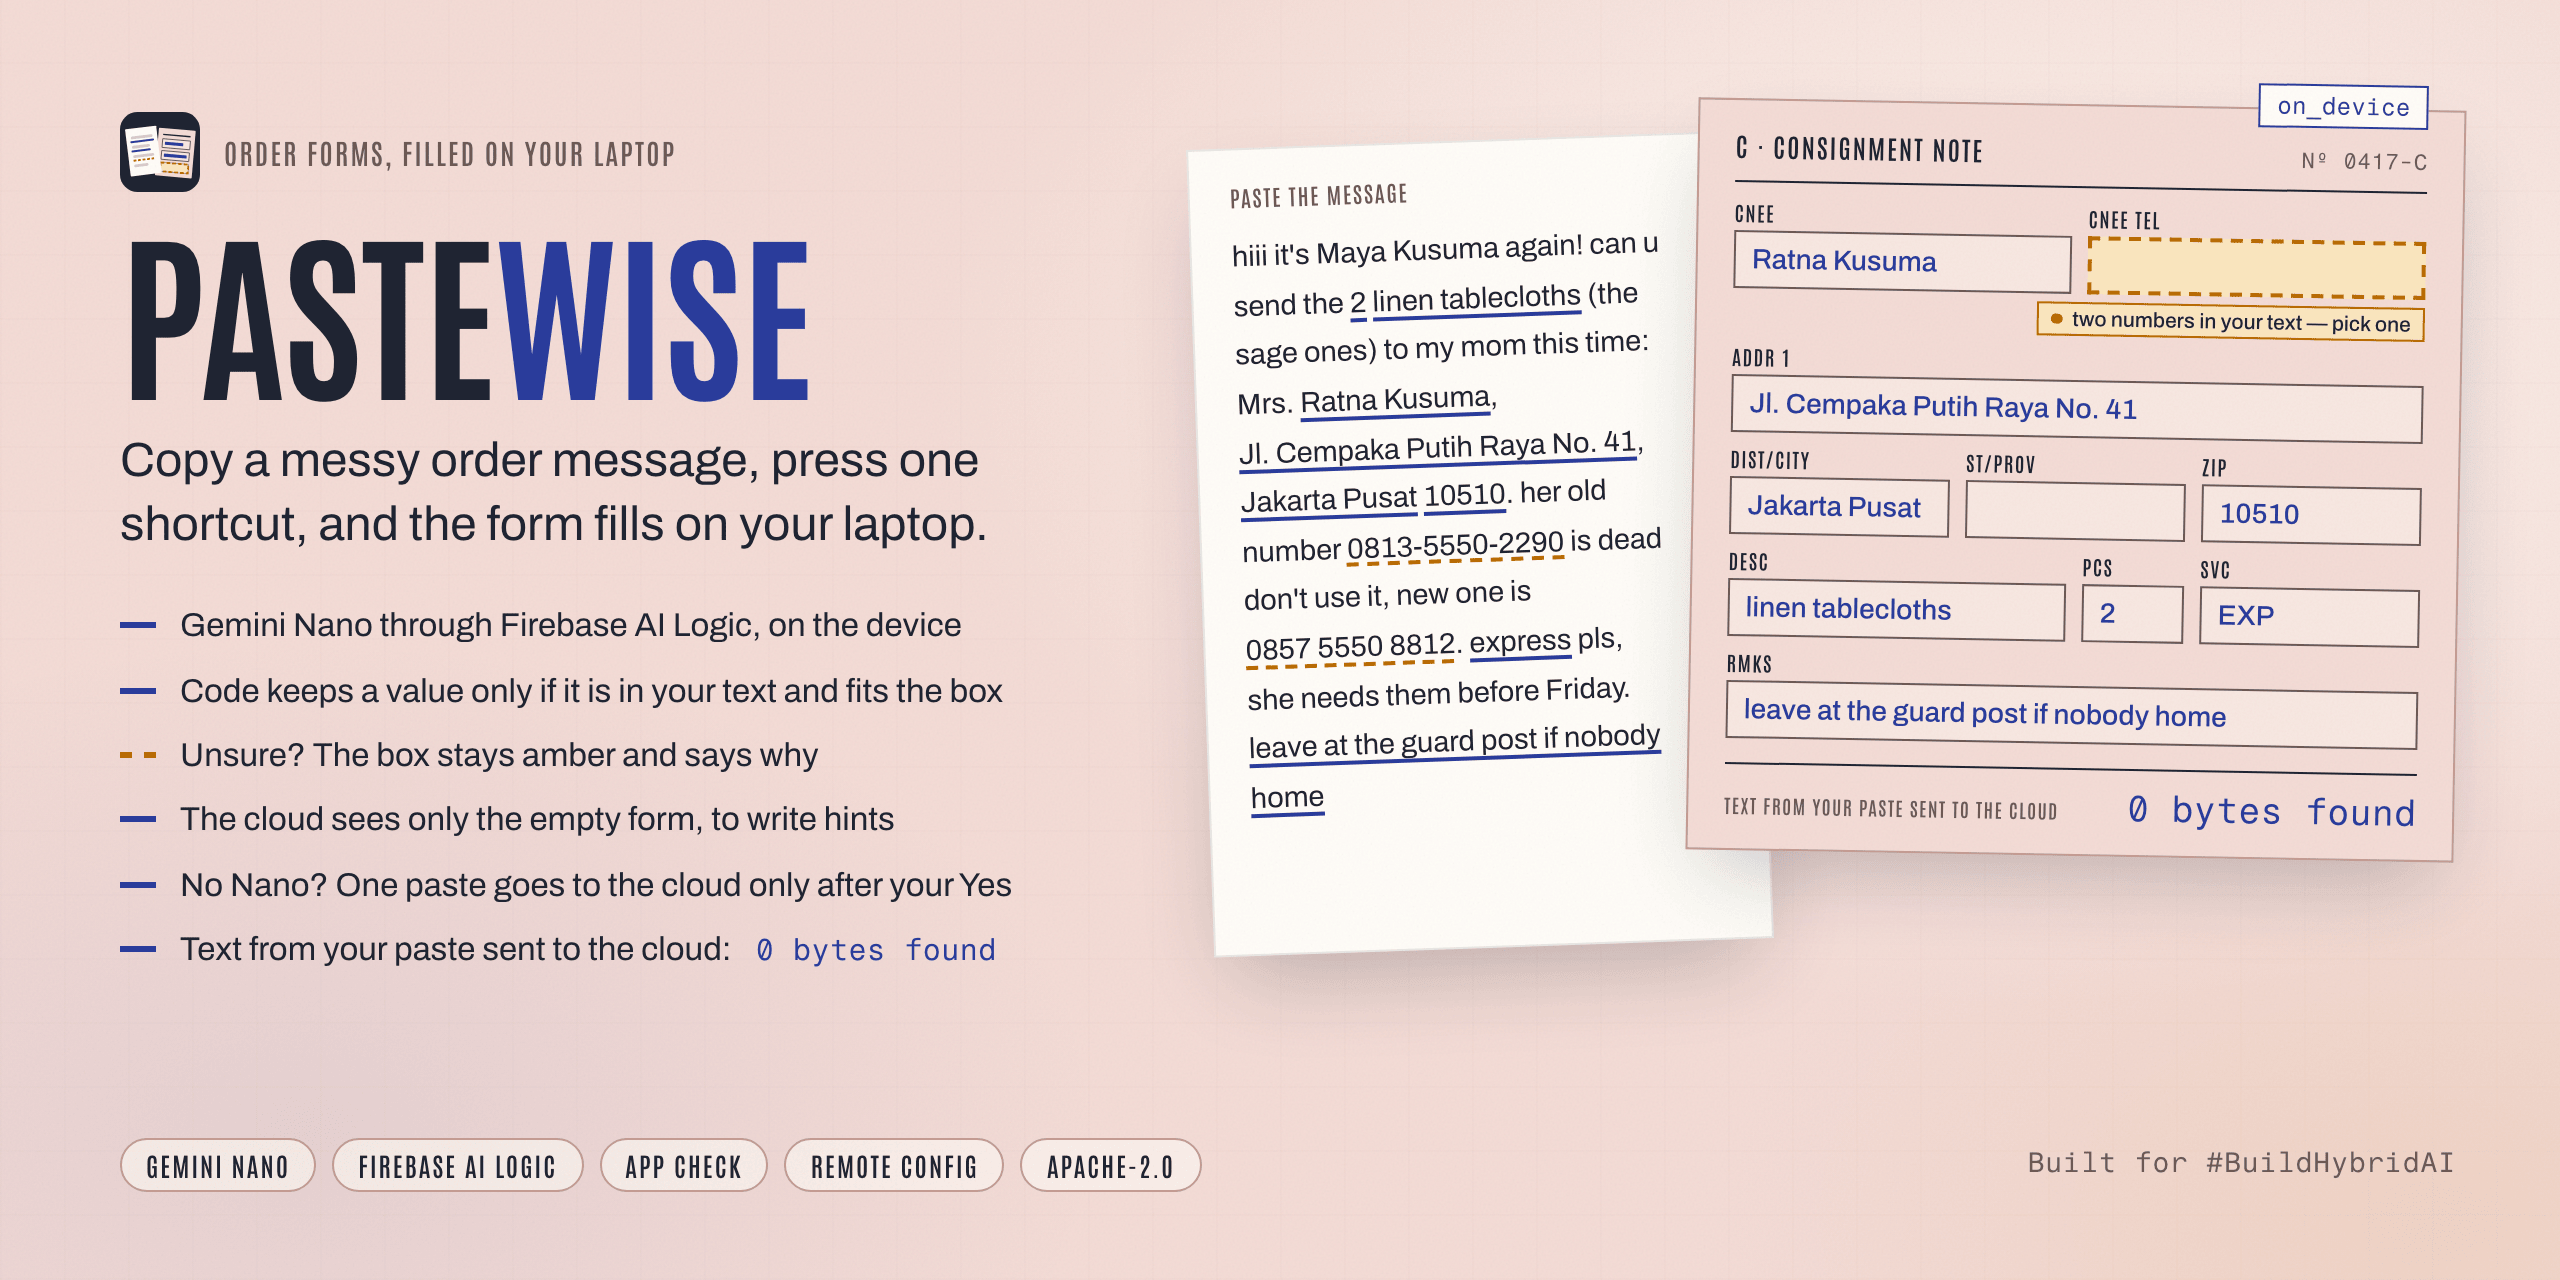 ORDER FORMS, FILLED ON YOUR LAPTOP
PASTEWISE
Copy a messy order message, press one
shortcut, and the form fills on your laptop.
Gemini Nano through Firebase AI Logic, on the device
Code keeps a value only if it is in your text and fits the box
Unsure? The box stays amber and says why
The cloud sees only the empty form, to write hints
No Nano? One paste goes to the cloud only after your Yes
Text from your paste sent to the cloud: 0 bytes found
PASTE THE MESSAGE
hiii it's Maya Kusuma again! can u
send the 2 linen tablecloths (the
sage ones) to my mom this time:
Mrs. Ratna Kusuma,
Jl. Cempaka Putih Raya No. 41,
Jakarta Pusat 10510. her old
number 0813-5550-2290 is dead
don't use it, new one is
0857 5550 8812. express pls,
she needs them before Friday.
leave at the guard post if nobody
home
on_device
C · CONSIGNMENT NOTE
Nº 0417-C
CNEE
CNEE TEL
Ratna Kusuma
two numbers in your text — pick one
ADDR 1
Jl. Cempaka Putih Raya No. 41
DIST/CITY
ST/PROV
ZIP
Jakarta Pusat
10510
DESC
PCS
SVC
linen tablecloths
2
EXP
RMKS
leave at the guard post if nobody home
TEXT FROM YOUR PASTE SENT TO THE CLOUD
0 bytes found
GEMINI NANO
FIREBASE AI LOGIC
APP CHECK
REMOTE CONFIG
APACHE-2.0
Built for #BuildHybridAI